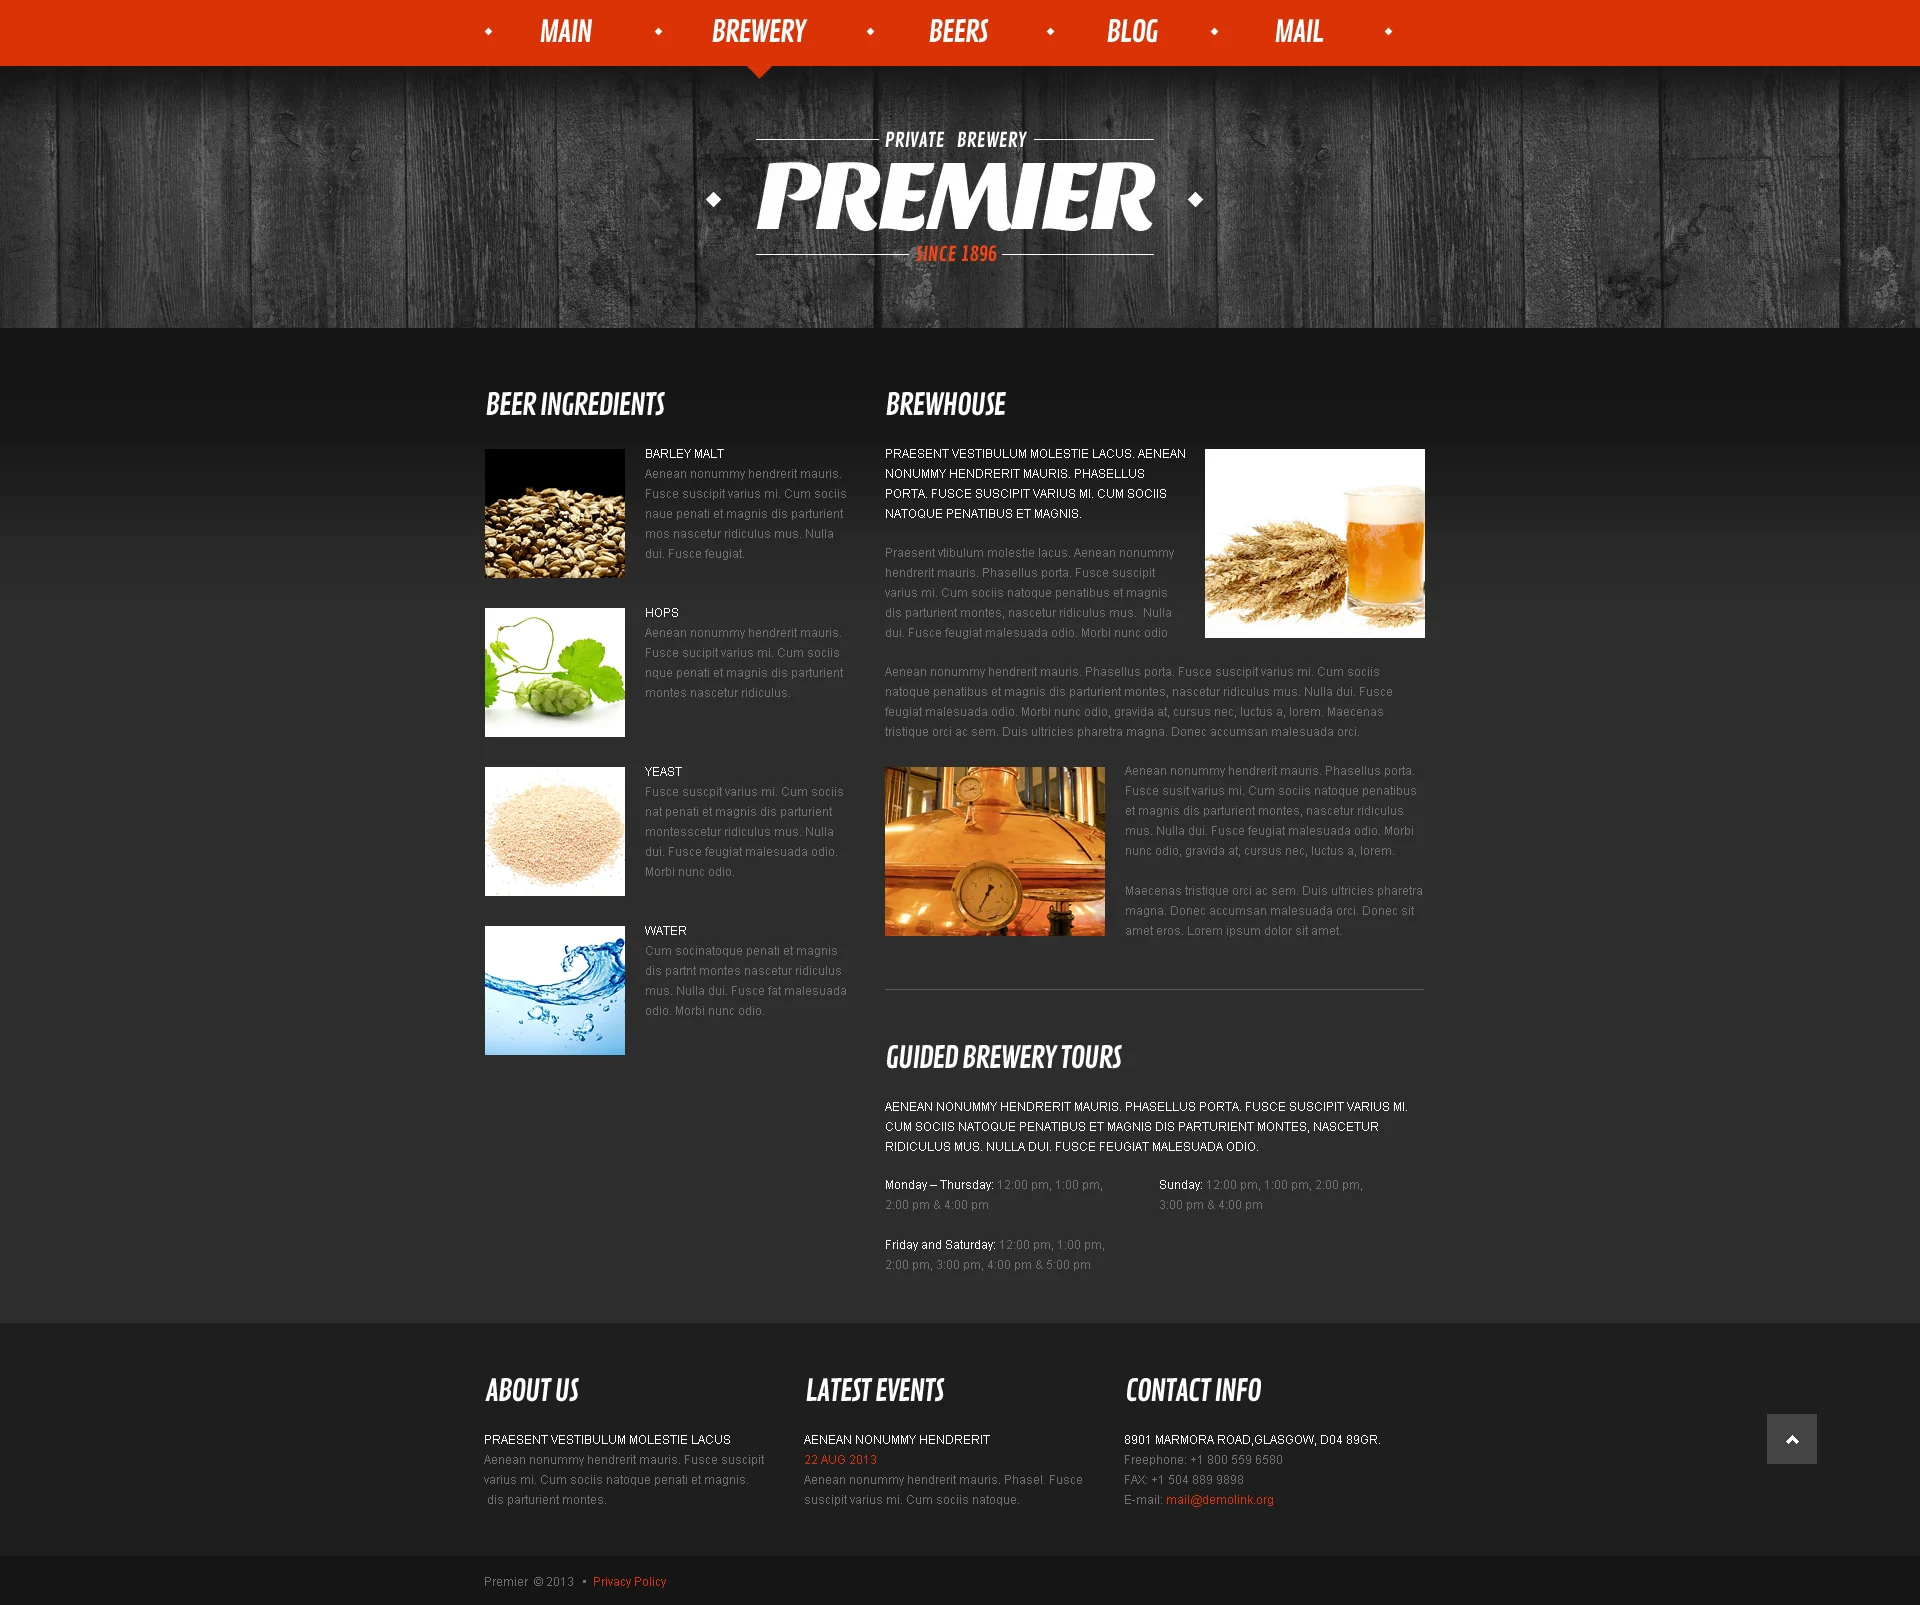 MAIN
BREWERY
BEERS
BLOG
MAIL
PRIVATE BREWERY
PREMIER
SINCE 1896
BEER INGREDIENTS
BARLEY MALT
Aenean nonummy hendrerit mauris.
Fusce suscipit varius mi. Cum sociis
naue penati et magnis dis parturient
mos nascetur ridiculus mus. Nulla
dui. Fusce feugiat.
HOPS
Aenean nonummy hendrerit mauris.
Fusce sucipit varius mi. Cum sociis
nque penati et magnis dis parturient
montes nascetur ridiculus.
YEAST
Fusce suscpit varius mi. Cum sociis
nat penati et magnis dis parturient
montesscetur ridiculus mus. Nulla
dui. Fusce feugiat malesuada odio.
Morbi nunc odio.
WATER
Cum socinatoque penati et magnis
dis partnt montes nascetur ridiculus
mus. Nulla dui. Fusce fat malesuada
odio. Morbi nunc odio.
BREWHOUSE
PRAESENT VESTIBULUM MOLESTIE LACUS. AENEAN
NONUMMY HENDRERIT MAURIS. PHASELLUS
PORTA. FUSCE SUSCIPIT VARIUS MI. CUM SOCIIS
NATOQUE PENATIBUS ET MAGNIS.
Praesent vtibulum molestie lacus. Aenean nonummy
hendrerit mauris. Phasellus porta. Fusce suscipit
varius mi. Cum sociis natoque penatibus et magnis
dis parturient montes, nascetur ridiculus mus. Nulla
dui. Fusce feugiat malesuada odio. Morbi nunc odio
Aenean nonummy hendrerit mauris. Phasellus porta. Fusce suscipit varius mi. Cum sociis
natoque penatibus et magnis dis parturient montes, nascetur ridiculus mus. Nulla dui. Fusce
feugiat malesuada odio. Morbi nunc odio, gravida at, cursus nec, luctus a, lorem. Maecenas
tristique orci ac sem. Duis ultricies pharetra magna. Donec accumsan malesuada orci.
Aenean nonummy hendrerit mauris. Phasellus porta.
Fusce susit varius mi. Cum sociis natoque penatibus
et magnis dis parturient montes, nascetur ridiculus
mus. Nulla dui. Fusce feugiat malesuada odio. Morbi
nunc odio, gravida at, cursus nec, luctus a, lorem.
Maecenas tristique orci ac sem. Duis ultricies pharetra
magna. Donec accumsan malesuada orci. Donec sit
amet eros. Lorem ipsum dolor sit amet.
GUIDED BREWERY TOURS
AENEAN NONUMMY HENDRERIT MAURIS. PHASELLUS PORTA. FUSCE SUSCIPIT VARIUS MI.
CUM SOCIIS NATOQUE PENATIBUS ET MAGNIS DIS PARTURIENT MONTES, NASCETUR
RIDICULUS MUS. NULLA DUI. FUSCE FEUGIAT MALESUADA ODIO.
Monday – Thursday: 12:00 pm, 1:00 pm,
2:00 pm & 4:00 pm
Friday and Saturday: 12:00 pm, 1:00 pm,
2:00 pm, 3:00 pm, 4:00 pm & 5:00 pm
Sunday: 12:00 pm, 1:00 pm, 2:00 pm,
3:00 pm & 4:00 pm
ABOUT US
PRAESENT VESTIBULUM MOLESTIE LACUS
Aenean nonummy hendrerit mauris. Fusce suscipit
varius mi. Cum sociis natoque penati et magnis.
dis parturient montes.
LATEST EVENTS
AENEAN NONUMMY HENDRERIT
22 AUG 2013
Aenean nonummy hendrerit mauris. Phasel. Fusce
suscipit varius mi. Cum sociis natoque.
CONTACT INFO
8901 MARMORA ROAD,GLASGOW, D04 89GR.
Freephone: +1 800 559 6580
FAX: +1 504 889 9898
E-mail: mail@demolink.org
Premier © 2013 • Privacy Policy